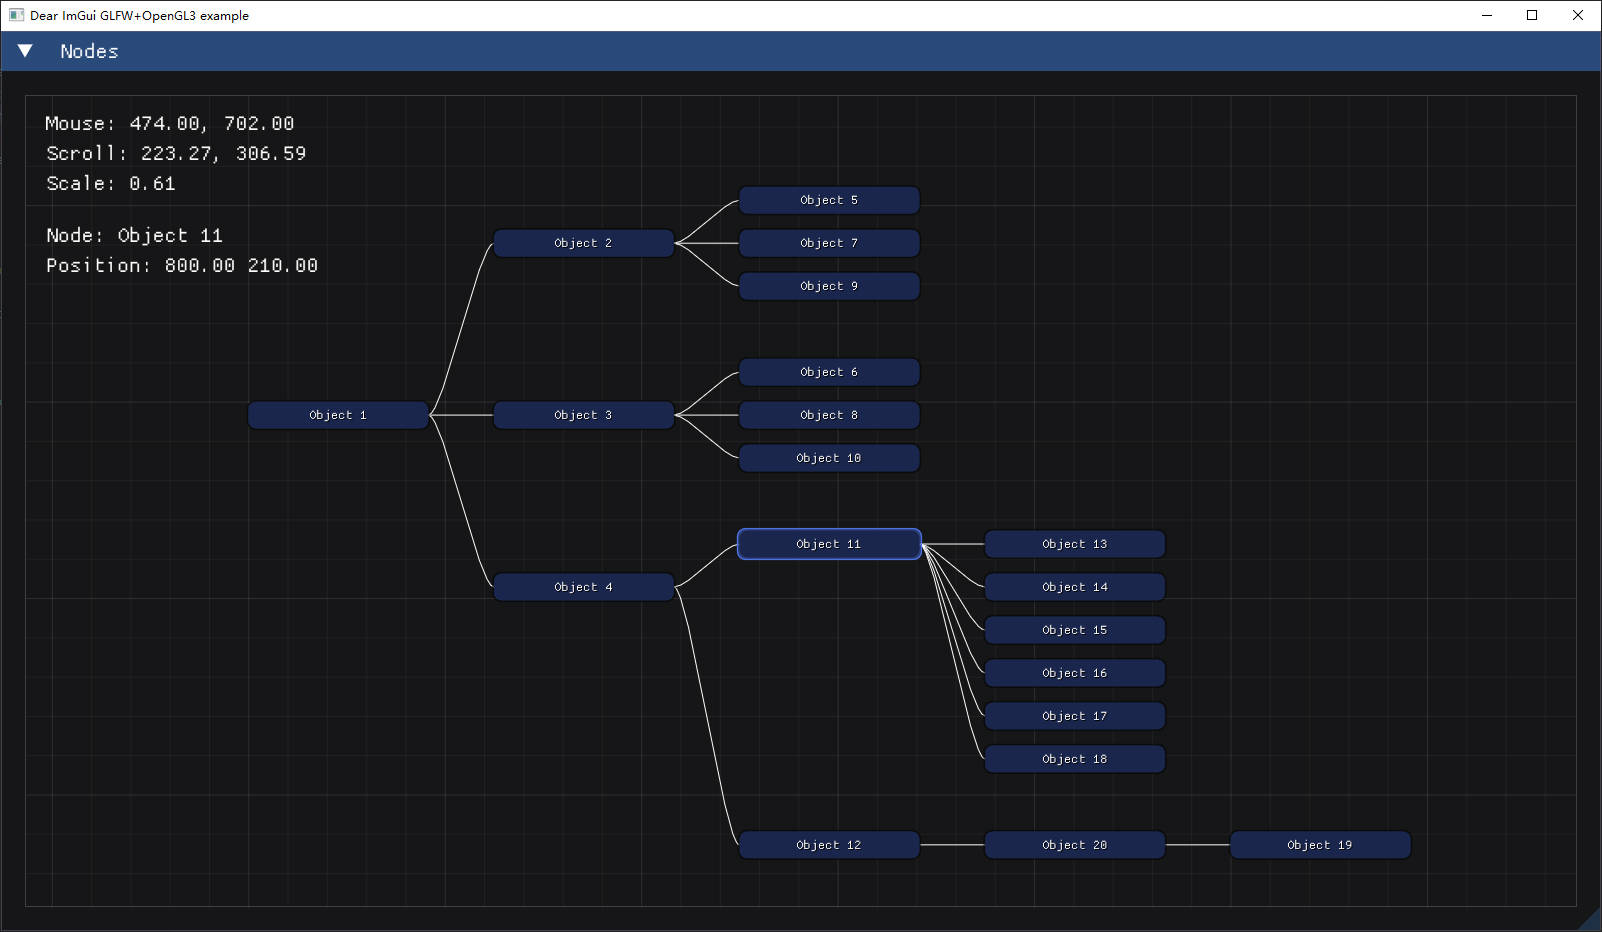 Dear ImGui GLFW+OpenGL3 example
Nodes
Mouse: 474.00, 702.00
Scroll: 223.27, 306.59
Scale: 0.61
Node: Object 11
Position: 800.00 210.00
Object 5
Object 2
Object 7
Object 9
Object 6
Object 1
Object 3
Object 8
Object 10
Object 11
Object 13
Object 4
Object 14
Object 15
Object 16
Object 17
Object 18
Object 12
Object 20
Object 19